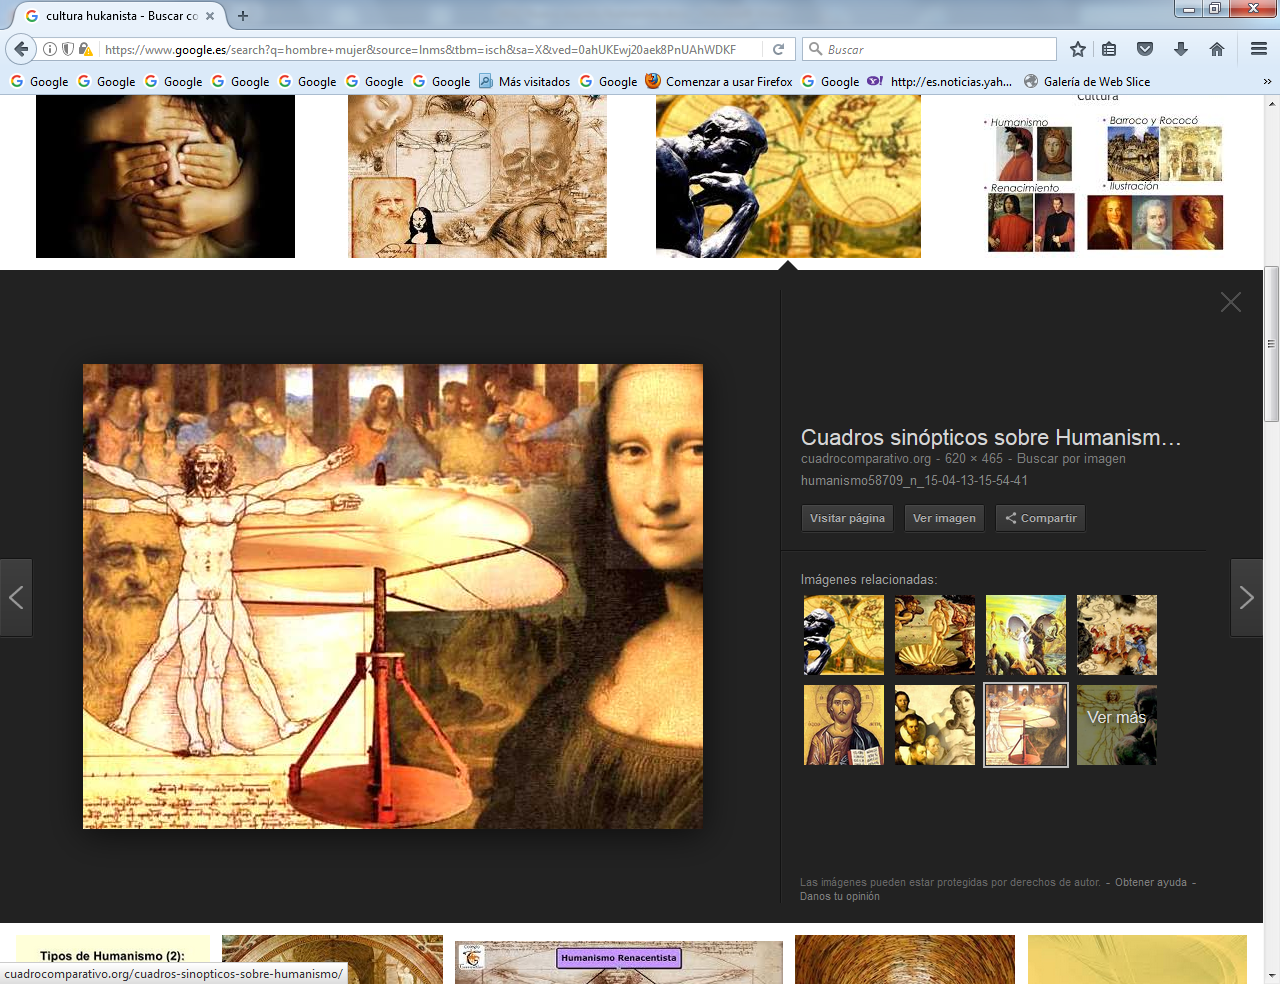 cultura hukanista - Buscar co
https://www.google.es/search?q=hombre+mujer&source=lnms&tbm=isch&sa=X&ved=0ahUKEwj20aek8PnUAhWDKF
Buscar
Google Google Google Google Google Google Google Más visitados Google Comenzar a usar Firefox Google http://es.noticias.yah... Galería de Web Slice
Cultura
• Humanismo
• Barroco y Rococó
• Renacimiento
• Ilustración
Cuadros sinópticos sobre Humanism...
cuadrocomparativo.org - 620 × 465 - Buscar por imagen
humanismo58709_n_15-04-13-15-54-41
Visitar página Ver imagen Compartir
Imágenes relacionadas:
Ver más
Las imágenes pueden estar protegidas por derechos de autor. - Obtener ayuda -
Danos tu opinión
Tipos de Humanismo (2):
Humanismo Renacentista
cuadrocomparativo.org/cuadros-sinopticos-sobre-humanismo/